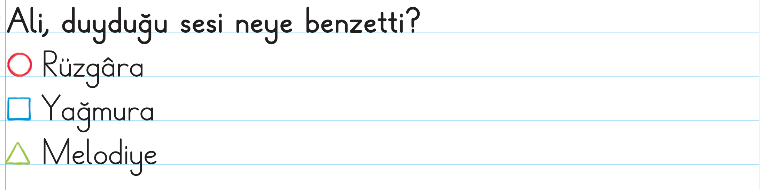 Ali, duyduğu sesi neye benzetti?
Rüzgâra
Yağmura
Melodiye